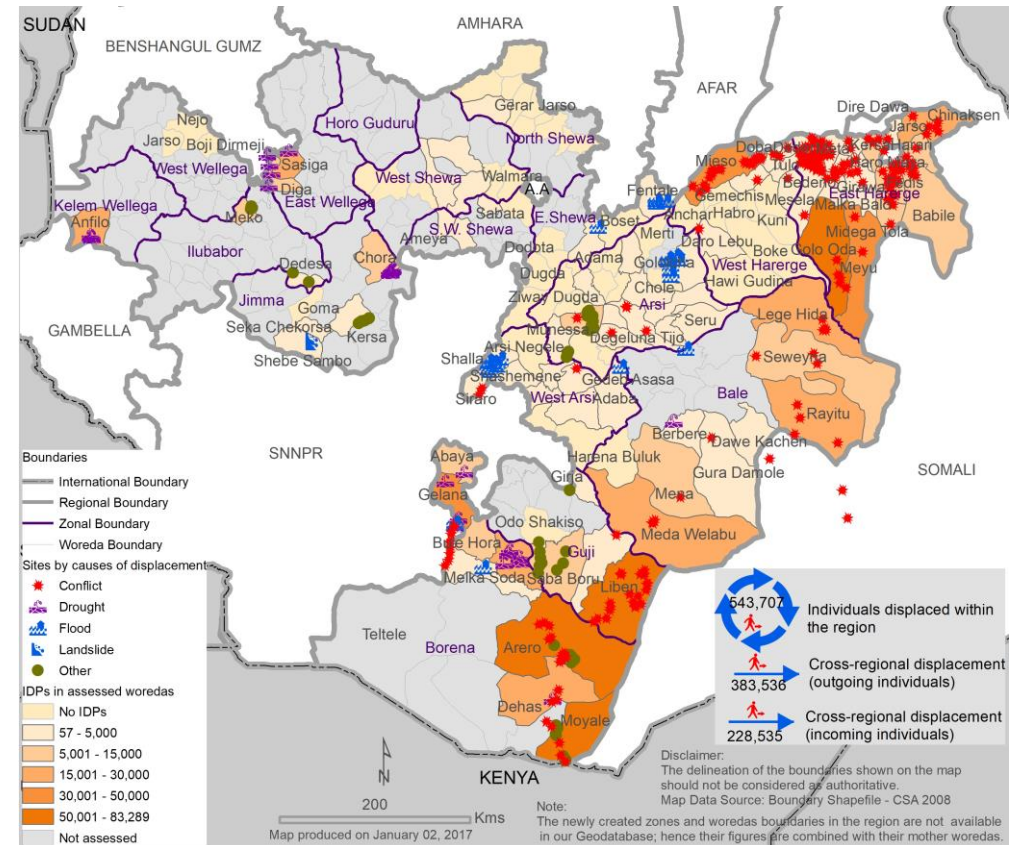 SUDAN
BENSHANGUL GUMZ
AMHARA
AFAR
Dire Dawa
Chinaksen
Jarso
Gerar Jarso
Nejo
Jarso
Boji Dirmeji
Horo Guduru
North Shewa
Doba
Kersa
Harari
Mieso
Tulo
Sasiga
West Wellega
West Shewa
Walmara
Bedeno
Girawa
Fedis
Diga
East Wellega
A.A
Fentale
Gemechis
Mesela
East Harerge
Kelem Wellega
Anfilo
Meko
Sabata
E.Shewa
Boset
Anchar
Habro
Kuni
Malka Balo
Babile
S.W. Shewa
Ameya
Merti
Midega Tola
Ilubabor
Chora
Dodota
Adama
Daro Lebu
Boke
Golo Oda
Dedesa
Dugda
Chole
West Harerge
Meyu
Jimma
Goma
Ziway Dugda
Arsi
Hawi Gudina
GAMBELLA
Seka Chekorsa
Kersa
Munessa
Seru
Lege Hida
Shebe Sambo
Arsi Negele
Degeluna Tijo
Shalla
Shashemene
Gedeb Asasa
Seweyna
Siraro
West Arsi
Adaba
Bale
Rayitu
SNNPR
Berbere
Dawe Kachen
SOMALI
Abaya
Harena Buluk
Gura Damole
Gelana
Girja
Mena
Odo Shakiso
Bule Hora
Guji
Meda Welabu
Melka Soda
Saba Boru
Liben
Teltele
Borena
Arero
Dehas
Moyale
KENYA
Boundaries
International Boundary
Regional Boundary
Zonal Boundary
Woreda Boundary
Sites by causes of displacement
Conflict
Drought
Flood
Landslide
Other
IDPs in assessed woredas
No IDPs
57 - 5,000
5,001 - 15,000
15,001 - 30,000
30,001 - 50,000
50,001 - 83,289
Not assessed
543,707
Individuals displaced within
the region
383,536
Cross-regional displacement
(outgoing individuals)
228,535
Cross-regional displacement
(incoming individuals)
Disclaimer:
The delineation of the boundaries shown on the map
should not be considered as authoritative.
Map Data Source: Boundary Shapefile - CSA 2008
N
200
Kms
Map produced on January 02, 2017
Note:
The newly created zones and woredas boundaries in the region are not available
in our Geodatabase; hence their figures are combined with their mother woredas.